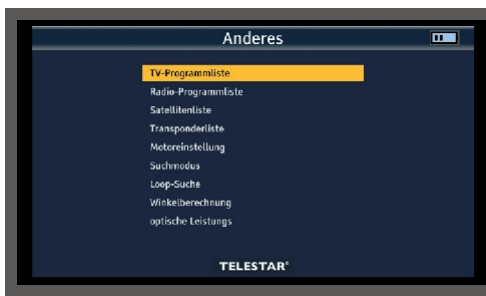 Anderes
TV-Programmliste
Radio-Programmliste
Satellitenliste
Transponderliste
Motoreinstellung
Suchmodus
Loop-Suche
Winkelberechnung
optische Leistungs
TELESTAR®